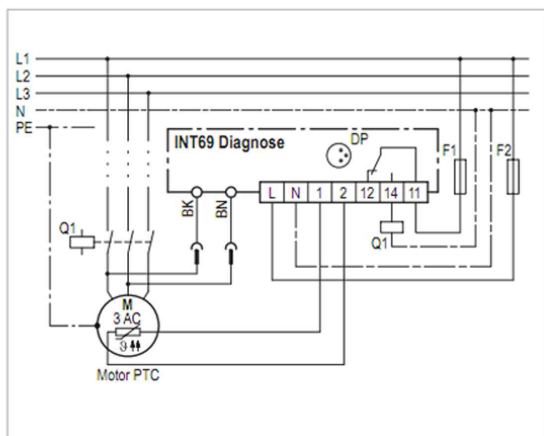 L1
L2
L3
N
PE
INT69 Diagnose
DP
F1
F2
L N 1 2 12 14 11
BK
BN
Q1
Q1
M
3 AC
ϑ
Motor PTC